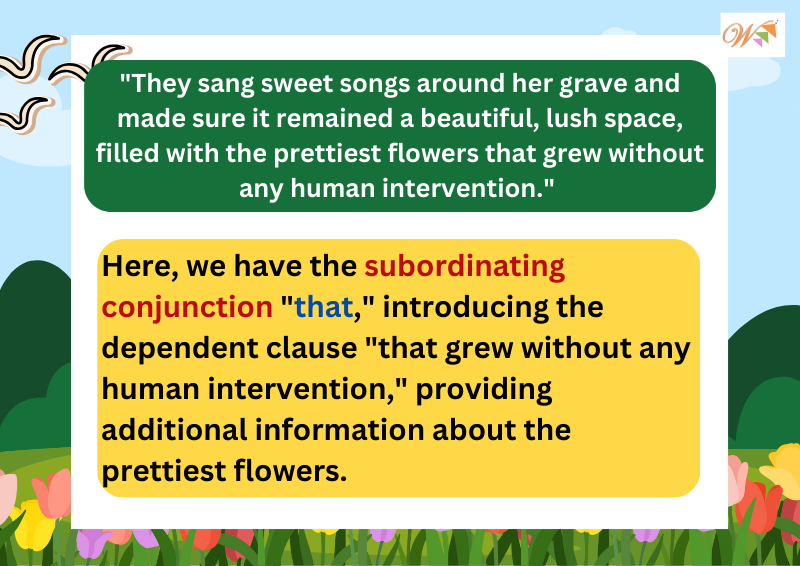 W
"They sang sweet songs around her grave and
made sure it remained a beautiful, lush space,
filled with the prettiest flowers that grew without
any human intervention."
Here, we have the subordinating
conjunction "that," introducing the
dependent clause "that grew without any
human intervention," providing
additional information about the
prettiest flowers.